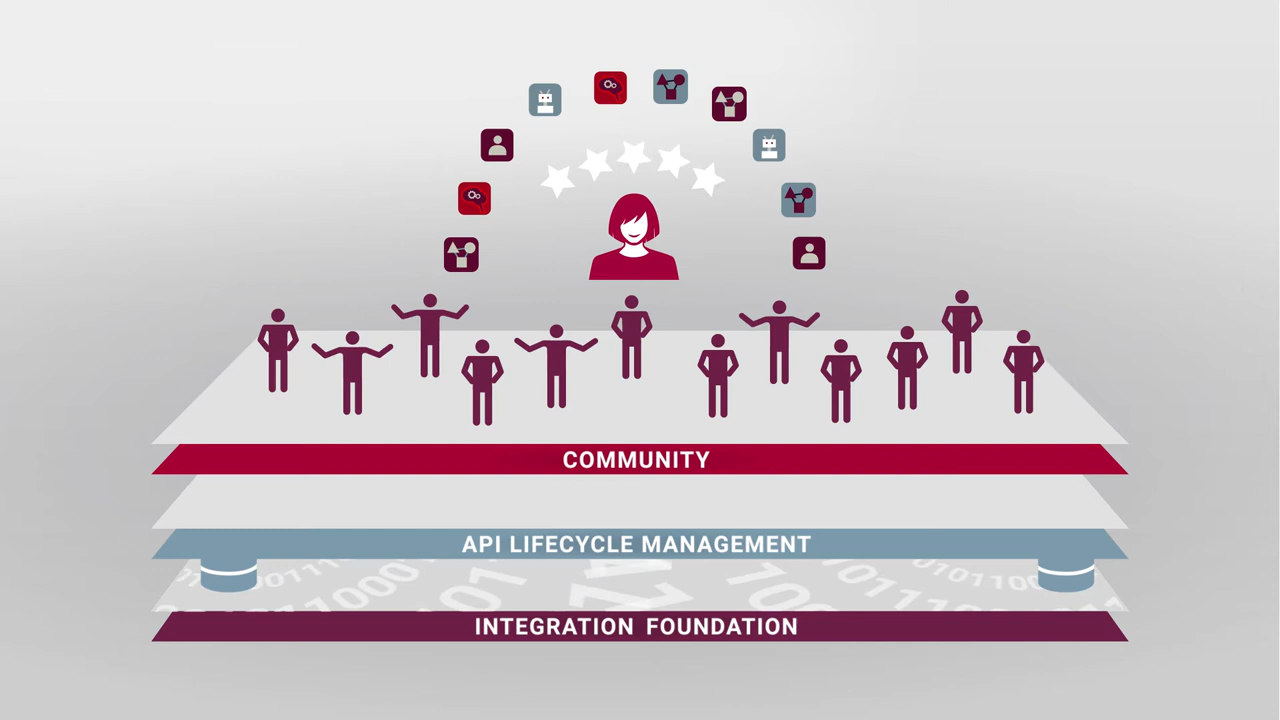 COMMUNITY
API LIFECYCLE MANAGEMENT
INTEGRATION FOUNDATION